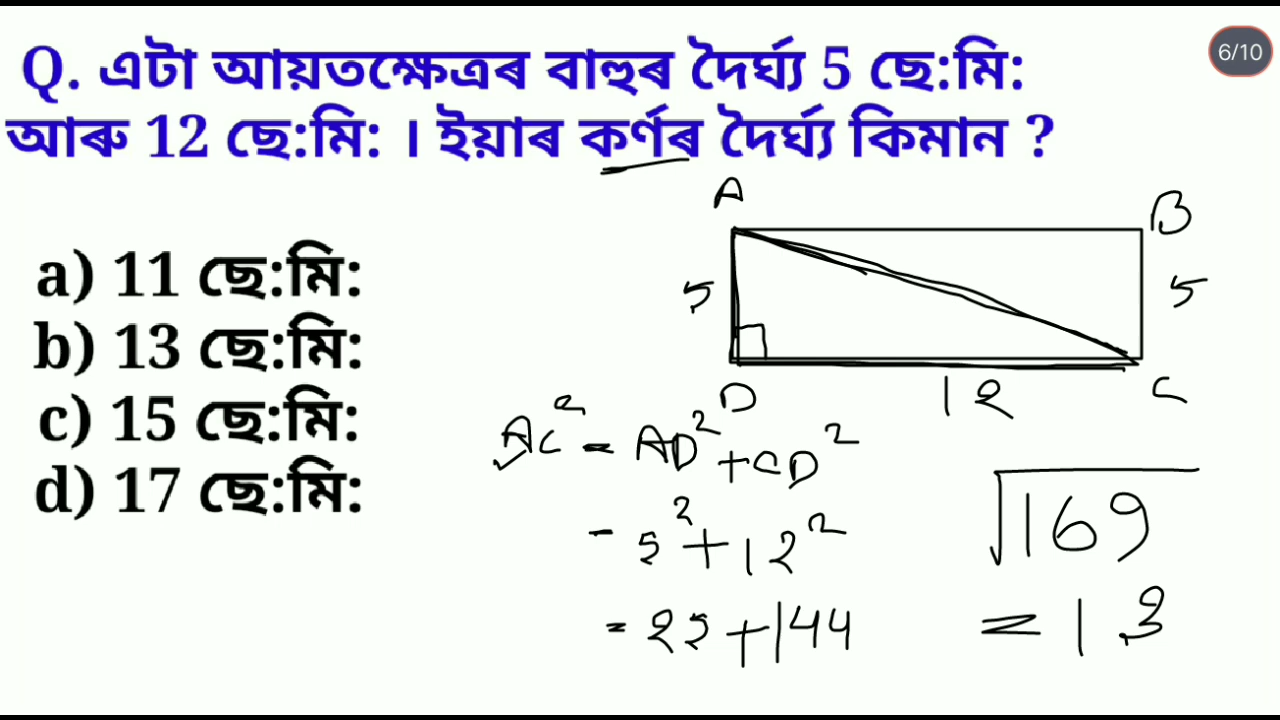 Q. এটা আয়তক্ষেত্ৰৰ বাহুৰ দৈৰ্ঘ্য 5 ছে:মি:
আৰু 12 ছে:মি: । ইয়াৰ কৰ্ণৰ দৈৰ্ঘ্য কিমান ?
6/10
a) 11 ছে:মি:
b) 13 ছে:মি:
c) 15 ছে:মি:
d) 17 ছে:মি:
A
B
5
5
D
12
C
AC² = AD² + CD²
= 5² + 12²
= 25 + 144
√169
= 13